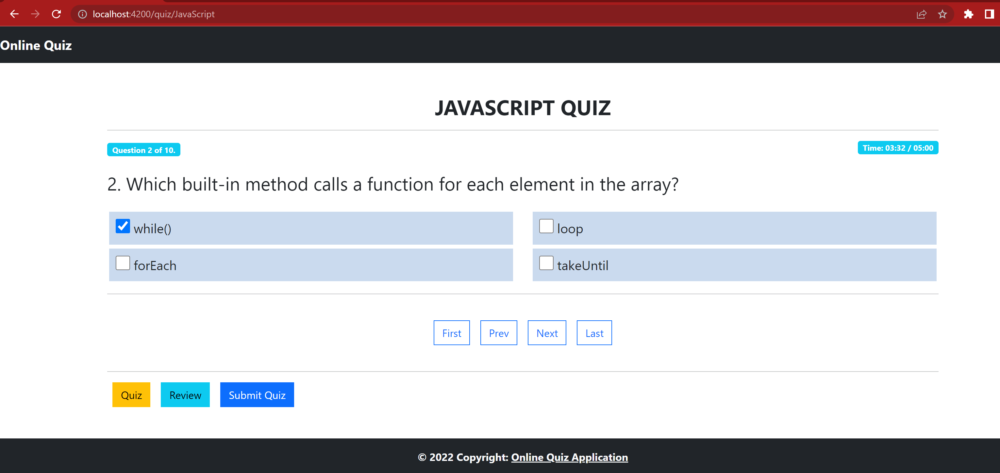 localhost:4200/quiz/JavaScript
Online Quiz
JAVASCRIPT QUIZ
Question 2 of 10.
Time: 03:32 / 05:00
2. Which built-in method calls a function for each element in the array?
while()
loop
forEach
takeUntil
First Prev Next Last
Quiz Review Submit Quiz
© 2022 Copyright: Online Quiz Application